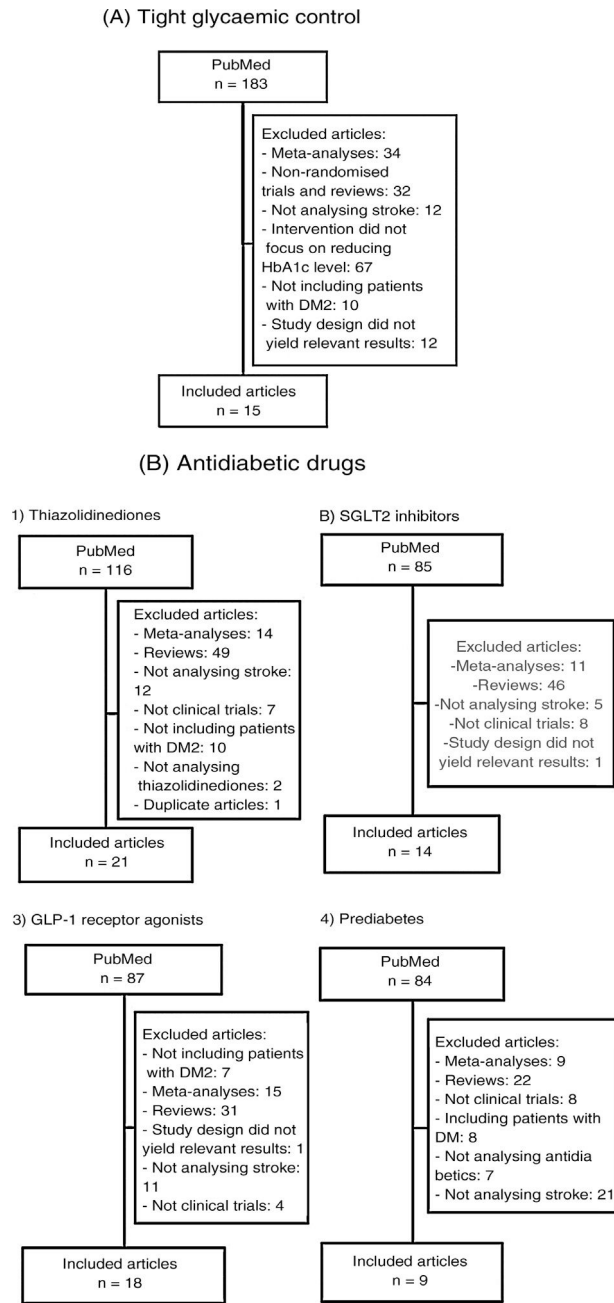 (A) Tight glycaemic control
PubMed
n = 183
Excluded articles:
- Meta-analyses: 34
- Non-randomised
trials and reviews: 32
- Not analysing stroke: 12
- Intervention did not
focus on reducing
HbA1c level: 67
- Not including patients
with DM2: 10
- Study design did not
yield relevant results: 12
Included articles
n = 15
(B) Antidiabetic drugs
1) Thiazolidinediones
PubMed
n = 116
Excluded articles:
- Meta-analyses: 14
- Reviews: 49
- Not analysing stroke:
12
- Not clinical trials: 7
- Not including patients
with DM2: 10
- Not analysing
thiazolidinediones: 2
- Duplicate articles: 1
Included articles
n = 21
B) SGLT2 inhibitors
PubMed
n = 85
Excluded articles:
-Meta-analyses: 11
-Reviews: 46
-Not analysing stroke: 5
-Not clinical trials: 8
-Study design did not
yield relevant results: 1
Included articles
n = 14
3) GLP-1 receptor agonists
PubMed
n = 87
Excluded articles:
- Not including patients
with DM2: 7
- Meta-analyses: 15
- Reviews: 31
- Study design did not
yield relevant results: 1
- Not analysing stroke:
11
- Not clinical trials: 4
Included articles
n = 18
4) Prediabetes
PubMed
n = 84
Excluded articles:
- Meta-analyses: 9
- Reviews: 22
- Not clinical trials: 8
- Including patients with
DM: 8
- Not analysing antidia
betics: 7
- Not analysing stroke: 21
Included articles
n = 9